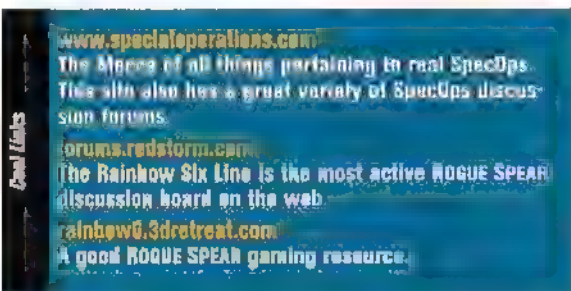 Cool Links
www.specialoperations.com
The Mecca of all things pertaining to real SpecOps.
This site also has a great variety of SpecOps discus-
sion forums.
forums.redstorm.com
The Rainbow Six Line is the most active ROGUE SPEAR
discussion board on the web.
rainbow6.3dretreat.com
A good ROGUE SPEAR gaming resource.